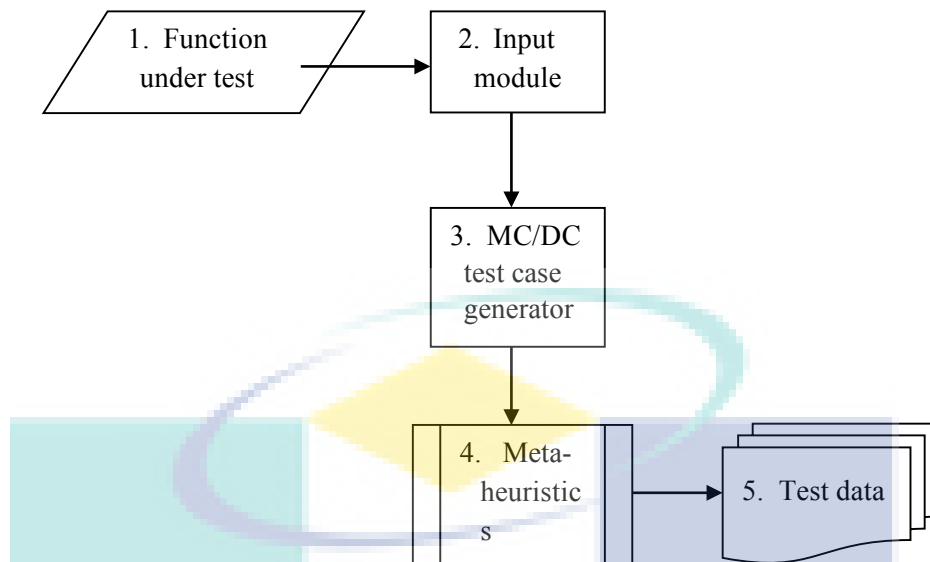 1. Function
under test
2. Input
module
3. MC/DC
test case
generator
4. Meta-
heuristic
s
5. Test data